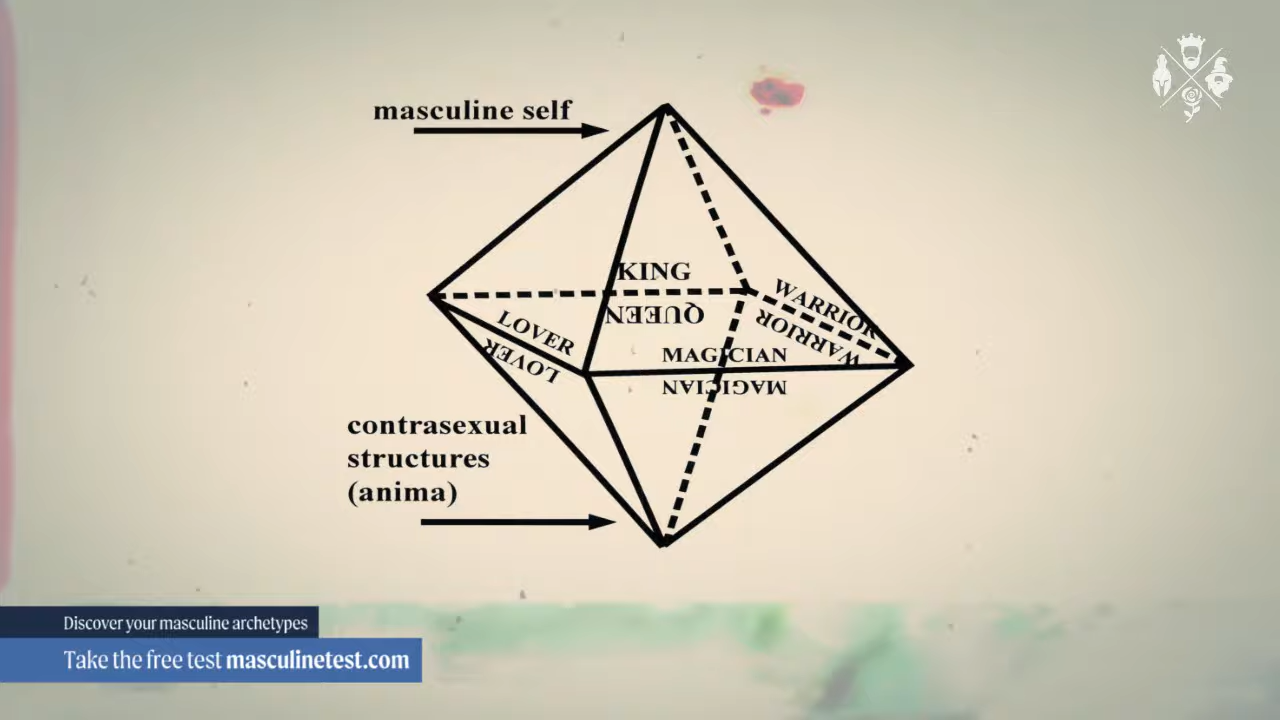 masculine self
KING
QUEEN
WARRIOR
WARRIOR
LOVER
LOVER
MAGICIAN
MAGICIAN
contrasexual
structures
(anima)
Discover your masculine archetypes
Take the free test masculinetest.com